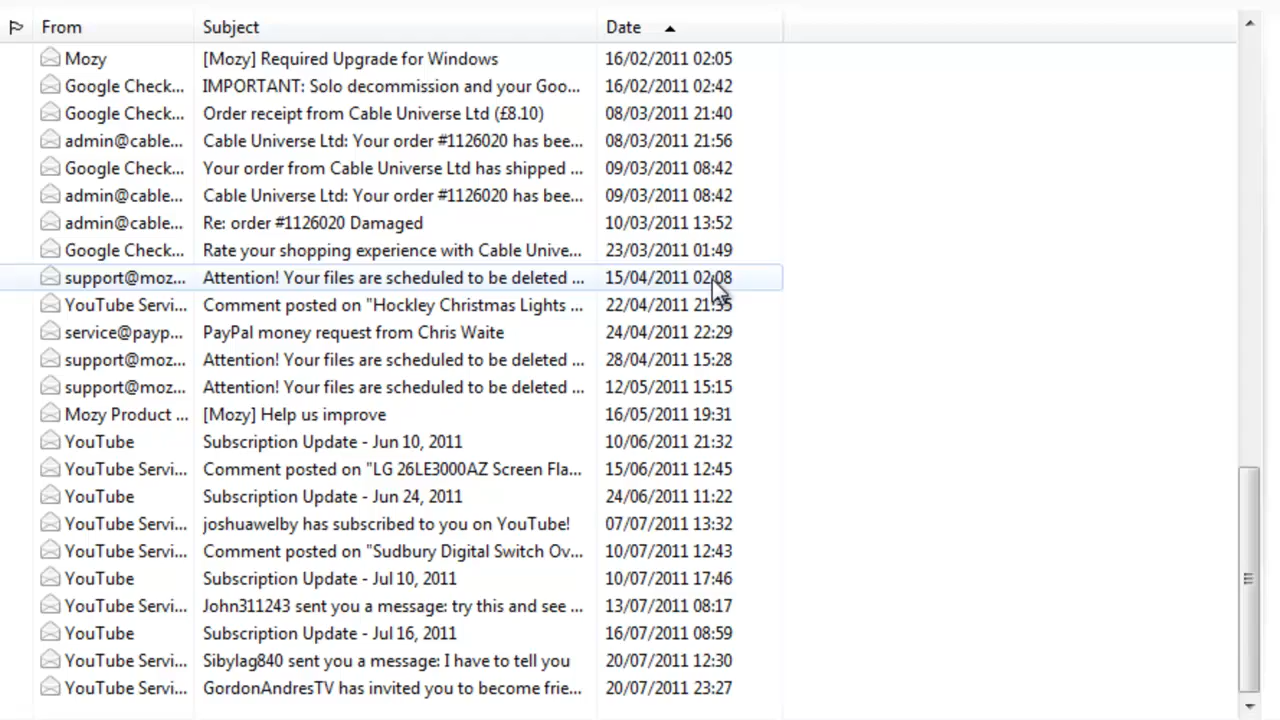 From Subject Date
Mozy [Mozy] Required Upgrade for Windows 16/02/2011 02:05
Google Check... IMPORTANT: Solo decommission and your Goo... 16/02/2011 02:42
Google Check... Order receipt from Cable Universe Ltd (£8.10) 08/03/2011 21:40
admin@cable... Cable Universe Ltd: Your order #1126020 has bee... 08/03/2011 21:56
Google Check... Your order from Cable Universe Ltd has shipped ... 09/03/2011 08:42
admin@cable... Cable Universe Ltd: Your order #1126020 has bee... 09/03/2011 08:42
admin@cable... Re: order #1126020 Damaged 10/03/2011 13:52
Google Check... Rate your shopping experience with Cable Unive... 23/03/2011 01:49
support@moz... Attention! Your files are scheduled to be deleted ... 15/04/2011 02:08
YouTube Servi... Comment posted on "Hockley Christmas Lights ... 22/04/2011 21:35
service@payp... PayPal money request from Chris Waite 24/04/2011 22:29
support@moz... Attention! Your files are scheduled to be deleted ... 28/04/2011 15:28
support@moz... Attention! Your files are scheduled to be deleted ... 12/05/2011 15:15
Mozy Product ... [Mozy] Help us improve 16/05/2011 19:31
YouTube Subscription Update - Jun 10, 2011 10/06/2011 21:32
YouTube Servi... Comment posted on "LG 26LE3000AZ Screen Fla... 15/06/2011 12:45
YouTube Subscription Update - Jun 24, 2011 24/06/2011 11:22
YouTube Servi... joshuawelby has subscribed to you on YouTube! 07/07/2011 13:32
YouTube Servi... Comment posted on "Sudbury Digital Switch Ov... 10/07/2011 12:43
YouTube Subscription Update - Jul 10, 2011 10/07/2011 17:46
YouTube Servi... John311243 sent you a message: try this and see ... 13/07/2011 08:17
YouTube Subscription Update - Jul 16, 2011 16/07/2011 08:59
YouTube Servi... Sibylag840 sent you a message: I have to tell you 20/07/2011 12:30
YouTube Servi... GordonAndresTV has invited you to become frie... 20/07/2011 23:27